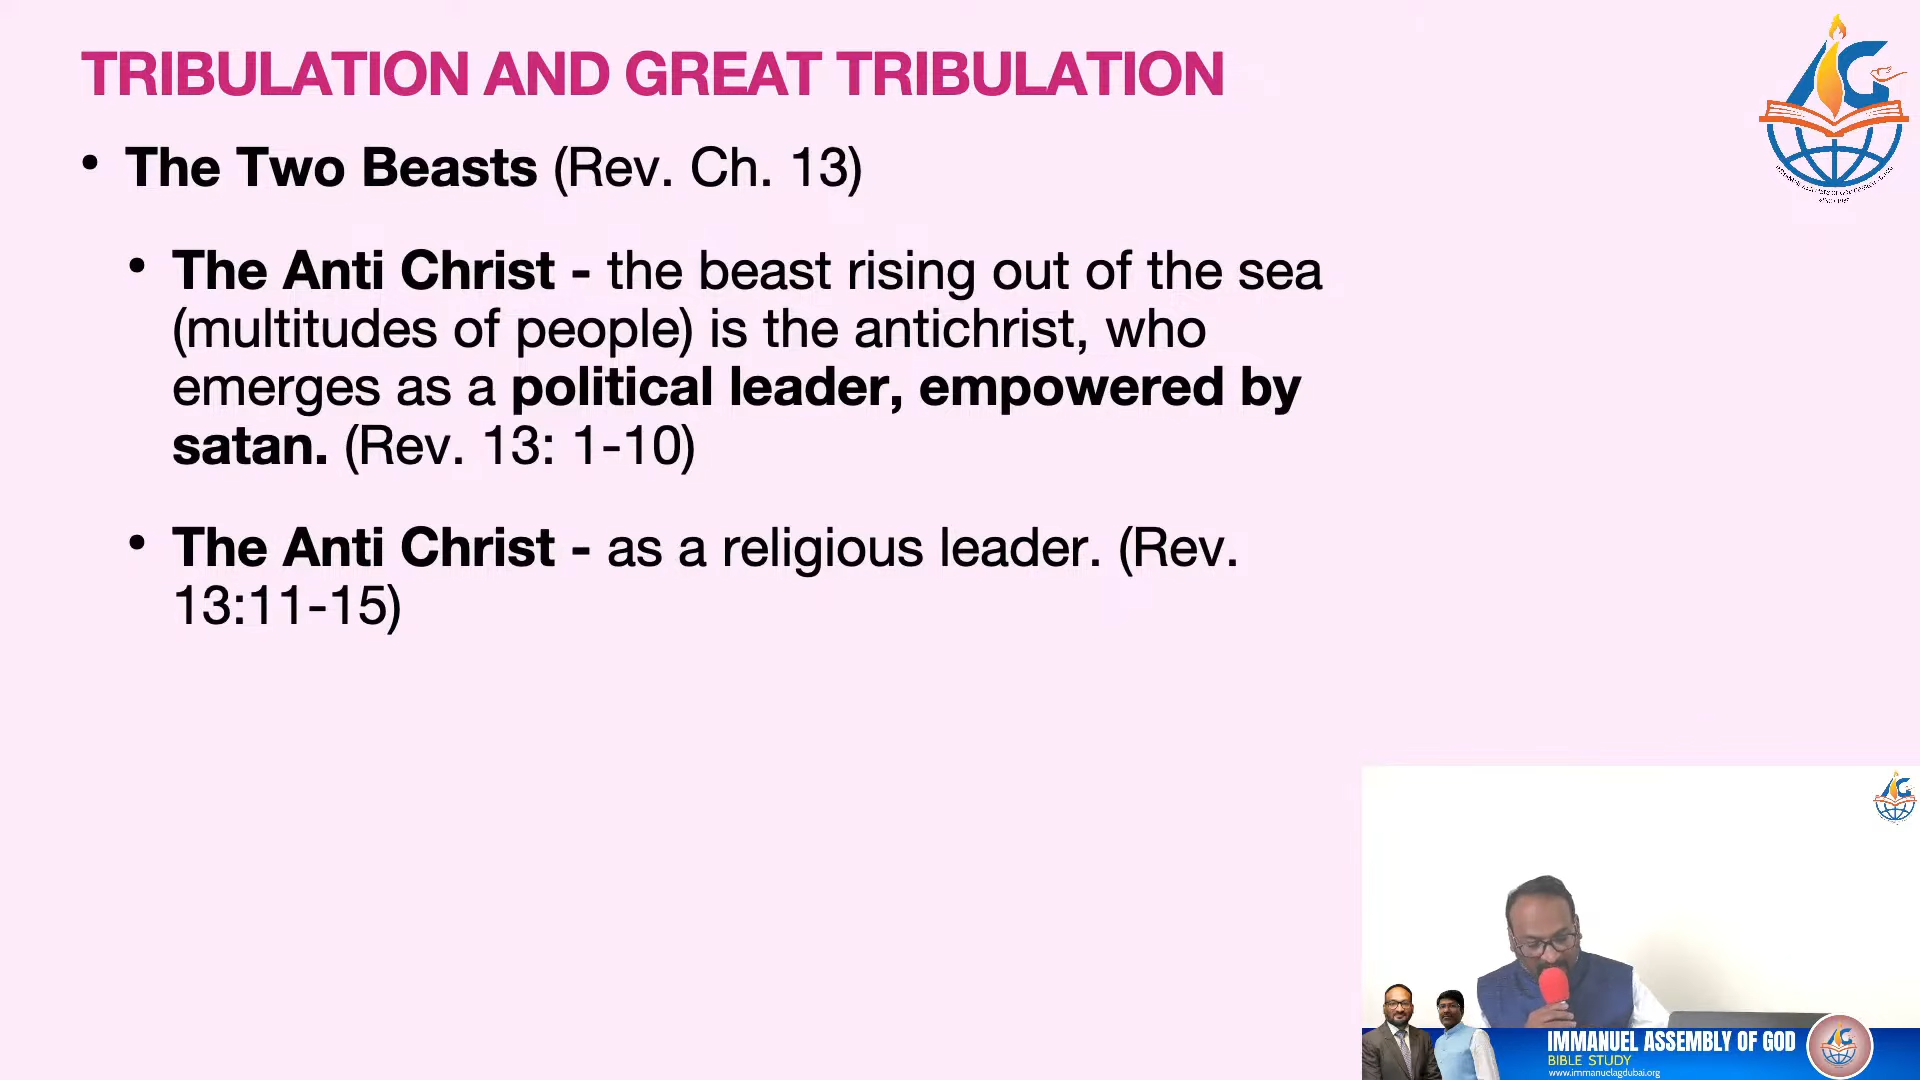 TRIBULATION AND GREAT TRIBULATION
• The Two Beasts (Rev. Ch. 13)
• The Anti Christ - the beast rising out of the sea
(multitudes of people) is the antichrist, who
emerges as a political leader, empowered by
satan. (Rev. 13: 1-10)
• The Anti Christ - as a religious leader. (Rev.
13:11-15)
AG
AG
IMMANUEL ASSEMBLY OF GOD
BIBLE STUDY
www.immanuelagdubai.org